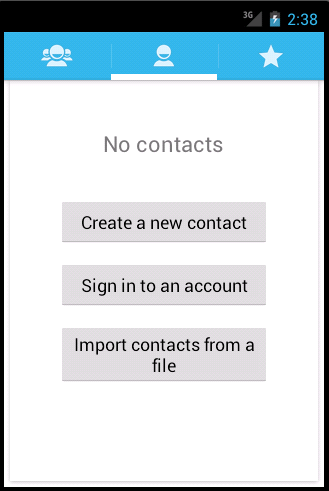 3G 2:38
No contacts
Create a new contact
Sign in to an account
Import contacts from a
file